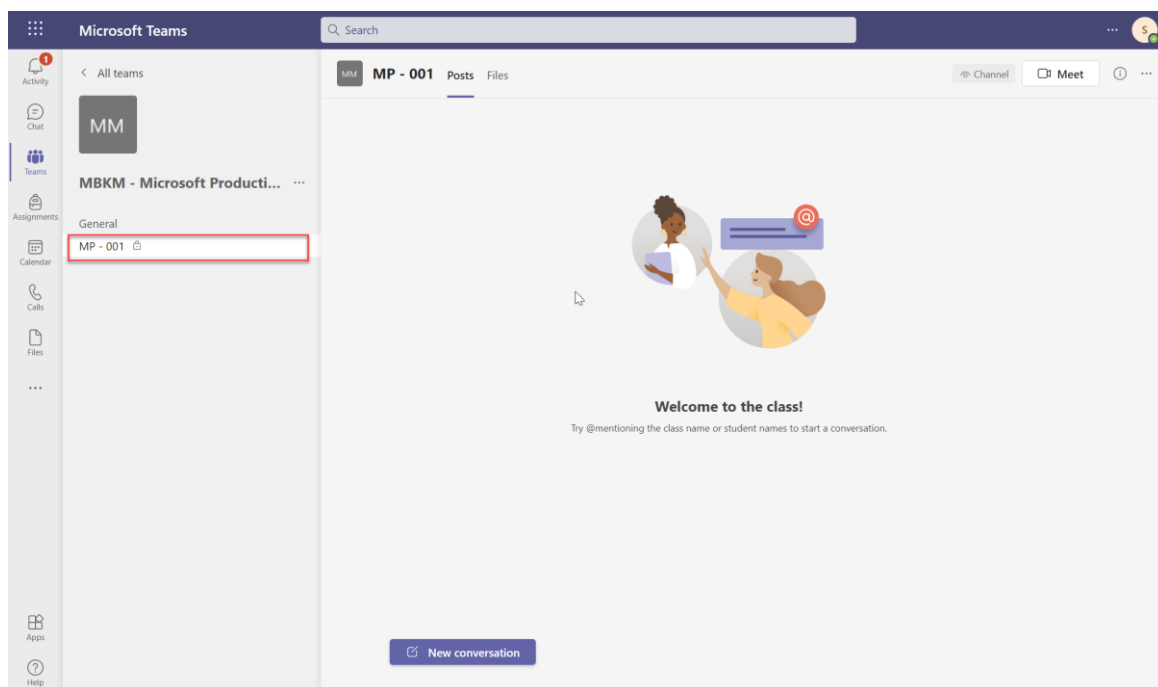 Microsoft Teams
Search
S
1
Activity
Chat
Teams
Assignments
Calendar
Calls
Files
Apps
Help
All teams
MM
MBKM - Microsoft Producti...
General
MP - 001
MM MP - 001 Posts Files
Channel
Meet
@
Welcome to the class!
Try @mentioning the class name or student names to start a conversation.
New conversation